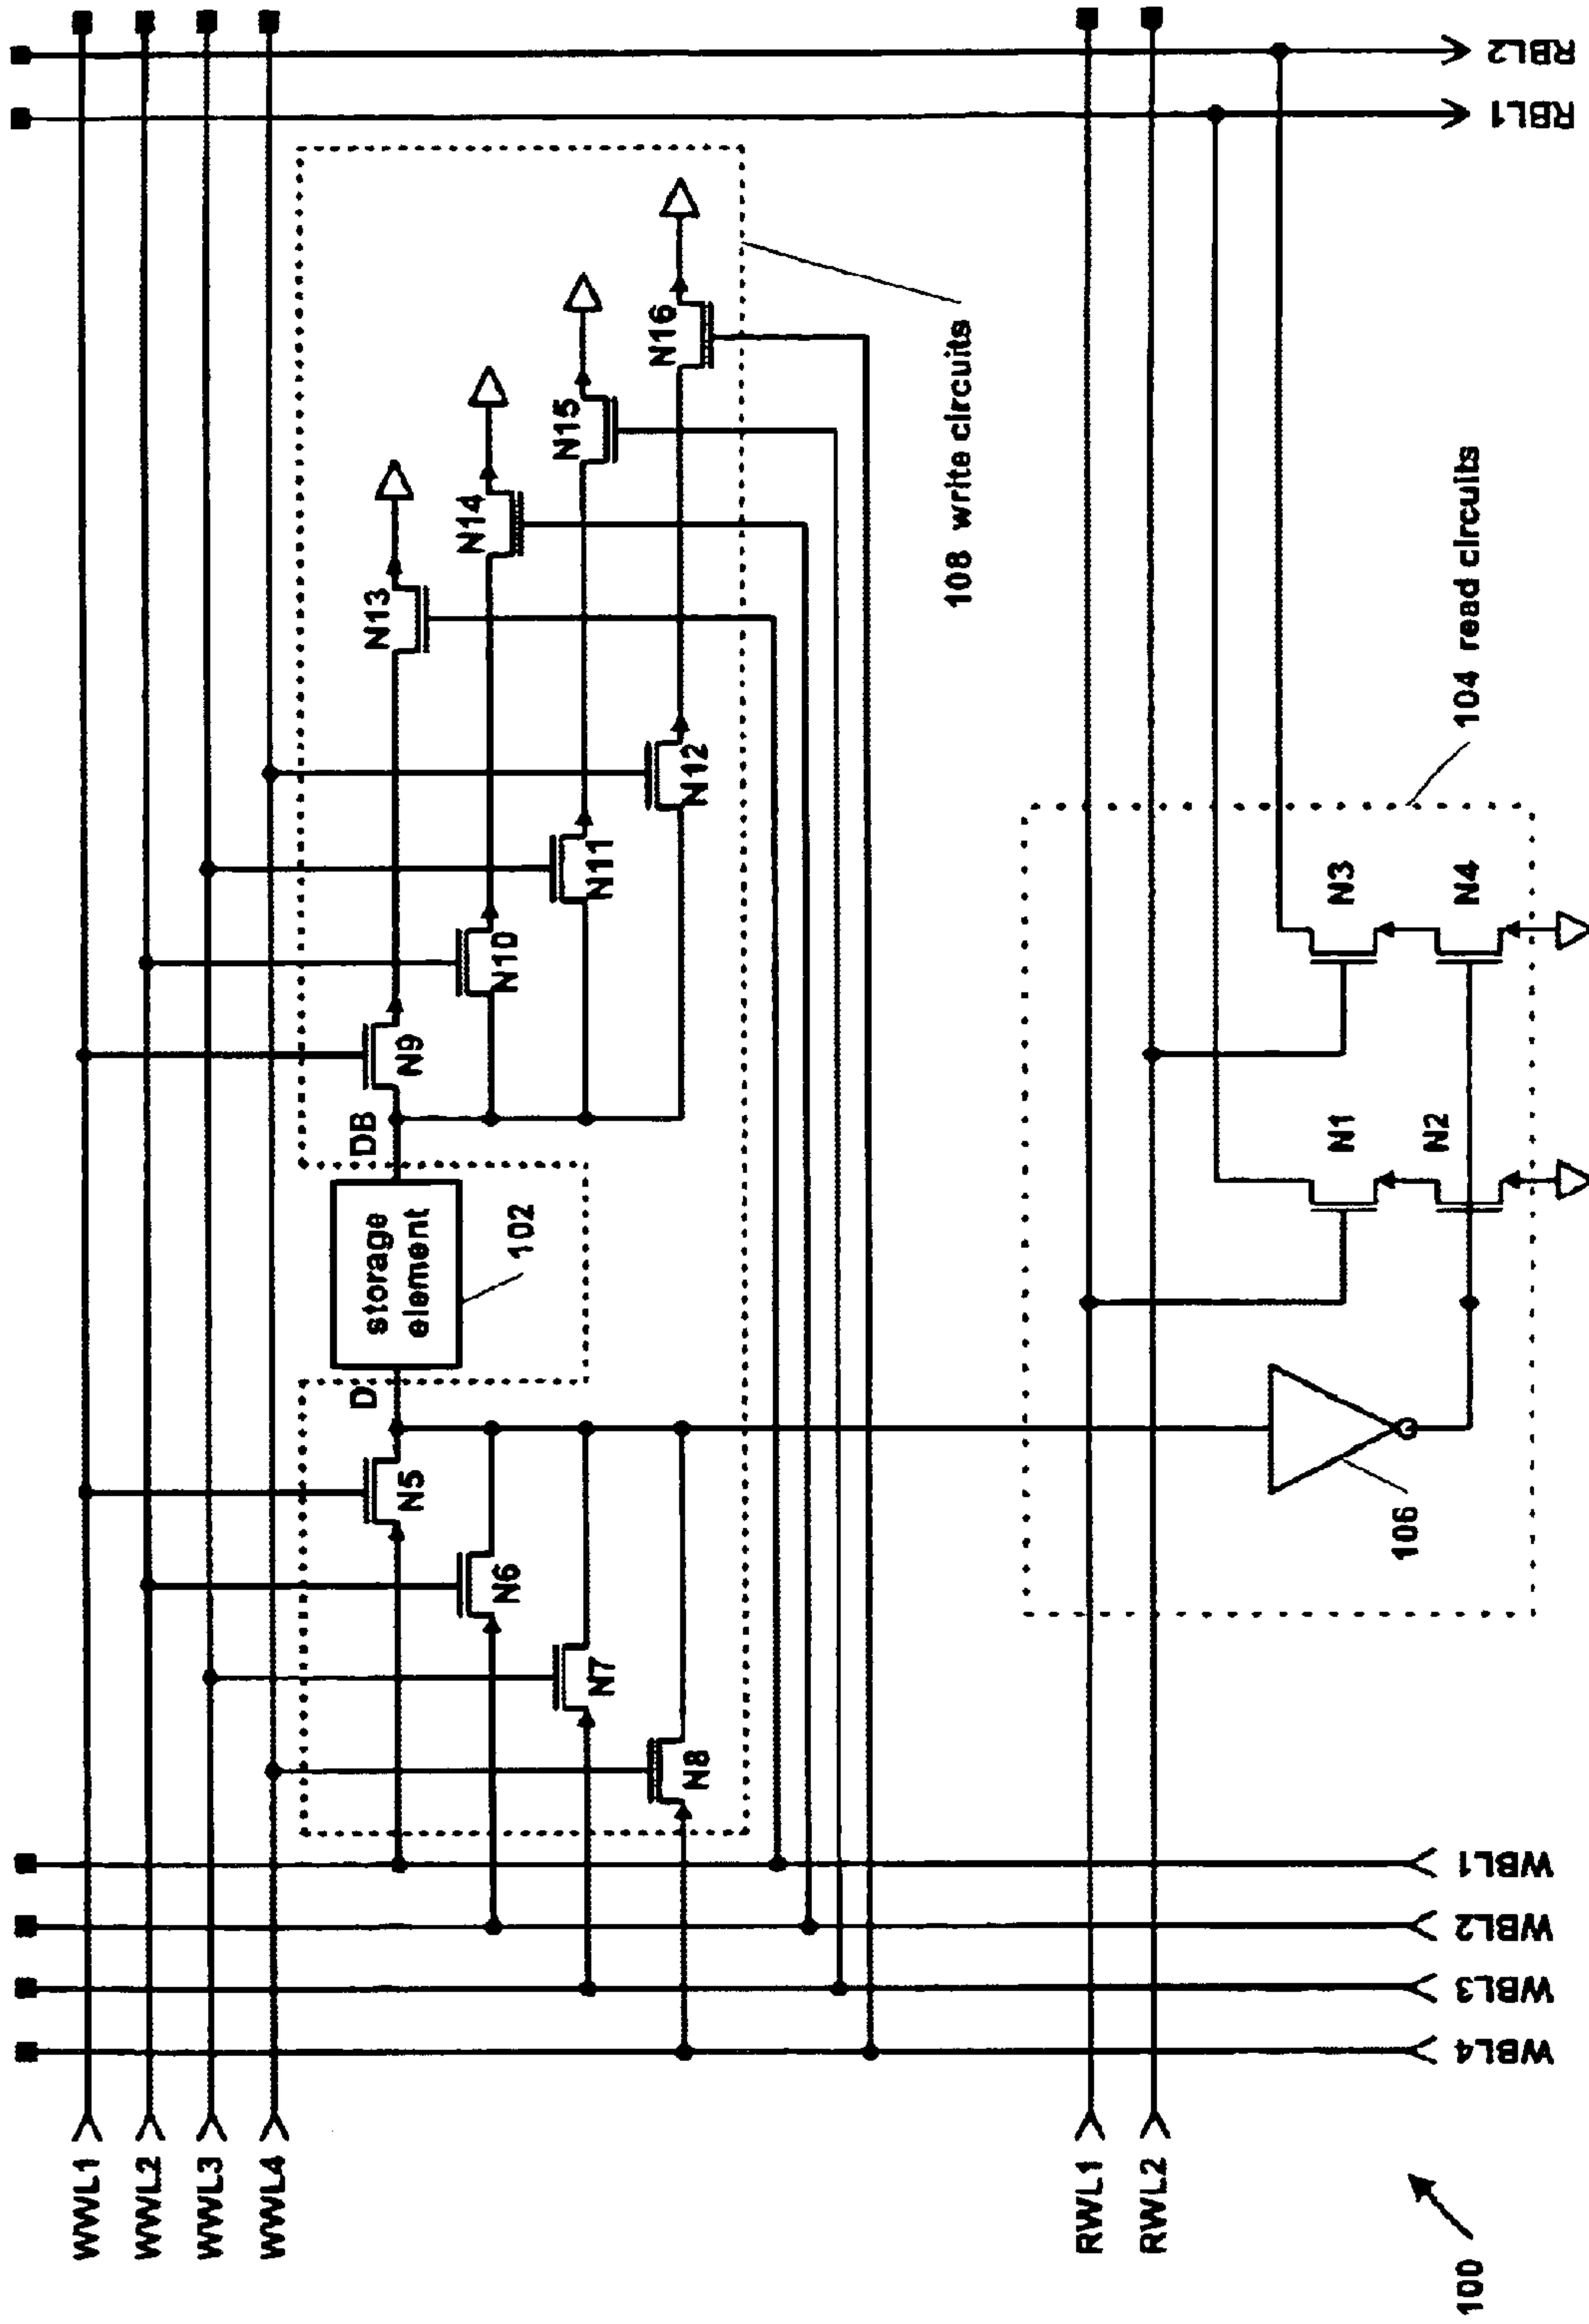 WWL1
WWL2
WWL3
WWL4
D
storage
element
102
DB
N5
N6
N7
N8
N9
N10
N11
N12
N13
N14
N15
N16
108 write circuits
RWL1
RWL2
106
N1
N2
N3
N4
104 read circuits
100
WBL4
WBL3
WBL2
WBL1
RBL1
RBL2